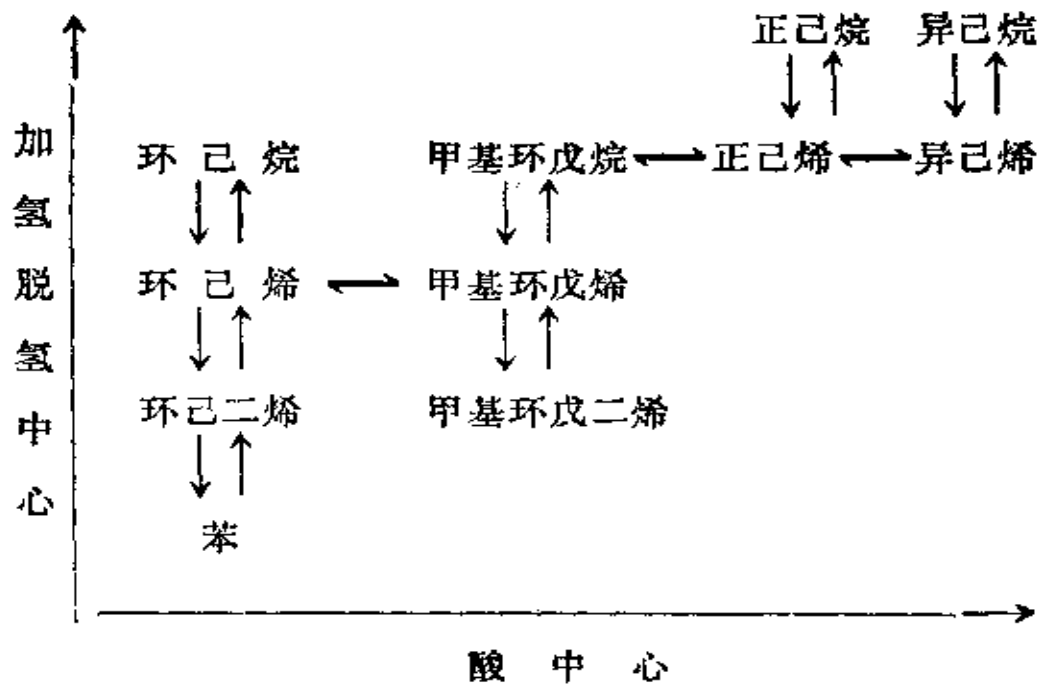 正己烷 异己烷
加氢脱氢中心
环己烷 甲基环戊烷 正己烯 异己烯
环己烯 甲基环戊烯
环己二烯 甲基环戊二烯
苯
酸中心